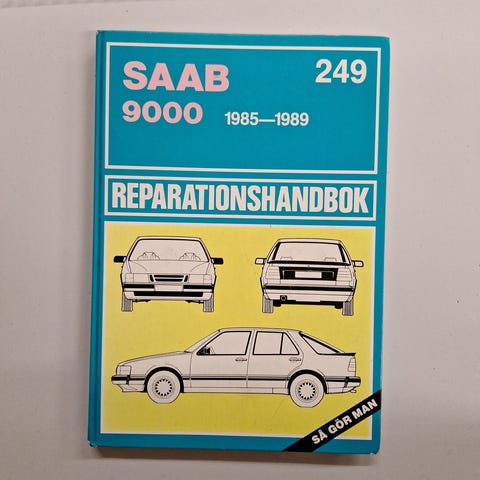 SAAB 249
9000 1985—1989
REPARATIONSHANDBOK
SÅ GÖR MAN